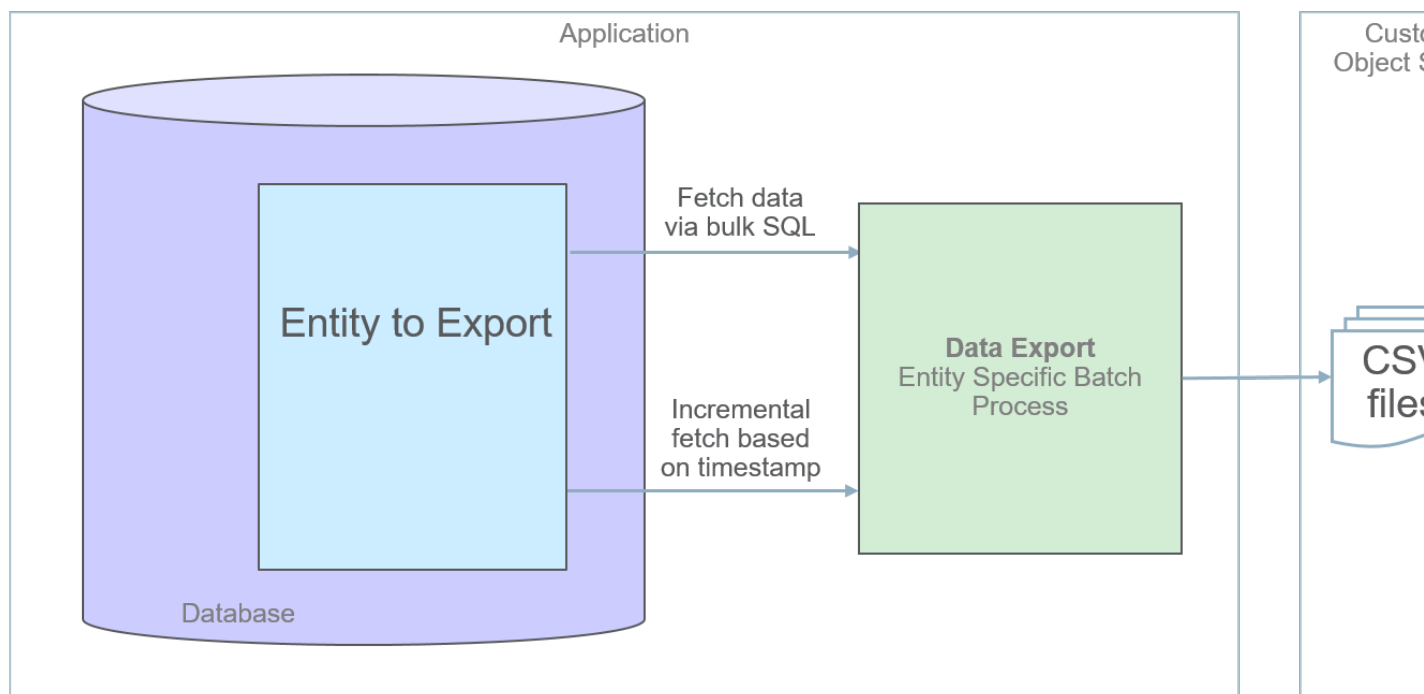 Application
Object
Fetch data
via bulk SQL
Entity to Export
Data Export
Entity Specific Batch
Process
Incremental
fetch based
on timestamp
Database